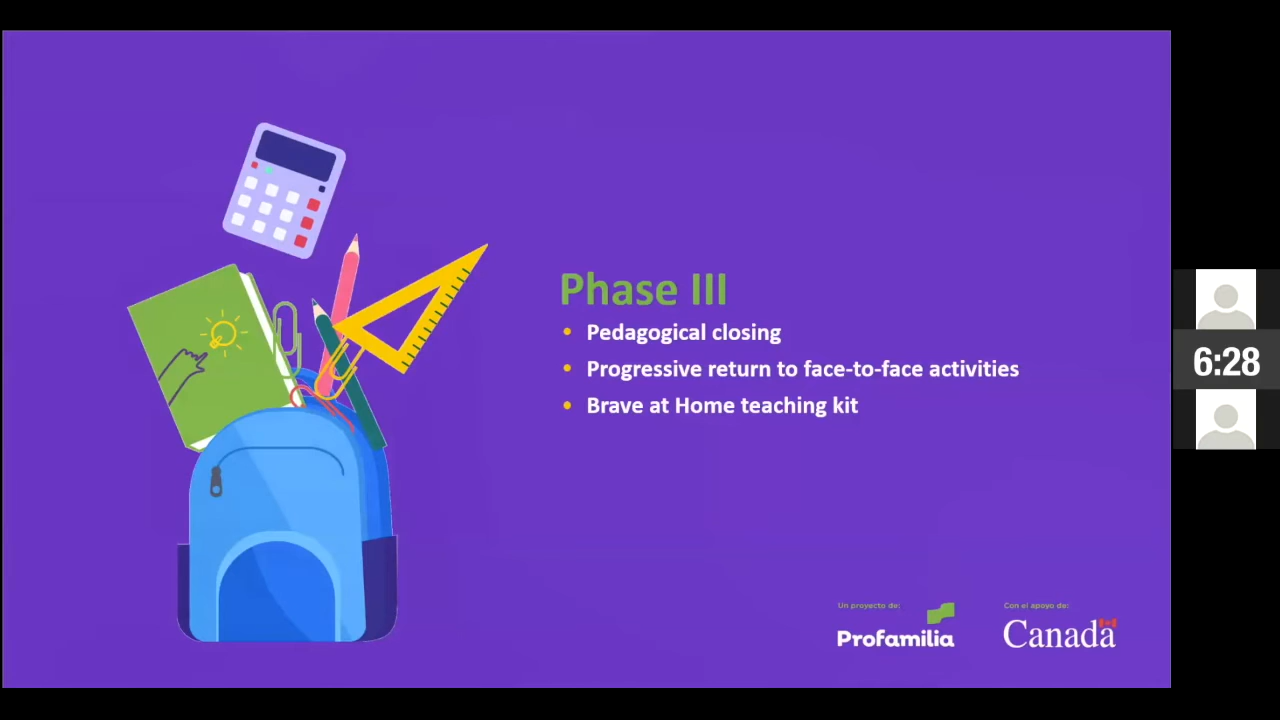 Phase III
• Pedagogical closing
• Progressive return to face-to-face activities
• Brave at Home teaching kit
6:28
Un proyecto de:
Profamilia
Con el apoyo de:
Canada